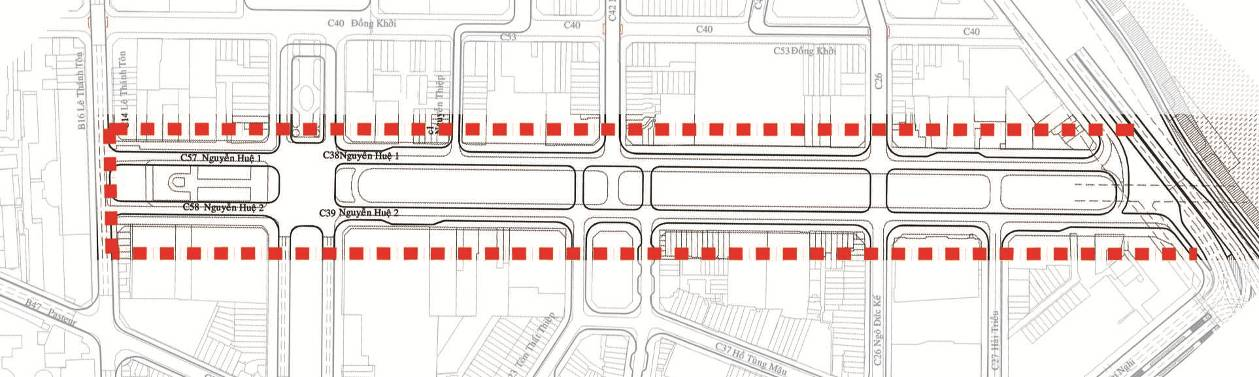 C40 Đồng Khởi
C53
C40
C42
C40
C53 Đồng Khởi
C40
C26
B16 Lê Thánh Tôn
14 Lê Thánh Tôn
Thiệp
C57 Nguyễn Huệ 1
C38 Nguyễn Huệ 1
C58 Nguyễn Huệ 2
C39 Nguyễn Huệ 2
B47 - Pasteur
Tôn Thất Thiệp
C37 Hồ Tùng Mậu
C26 Ngô Đức Kế
C27 Hải Triều
Nghi